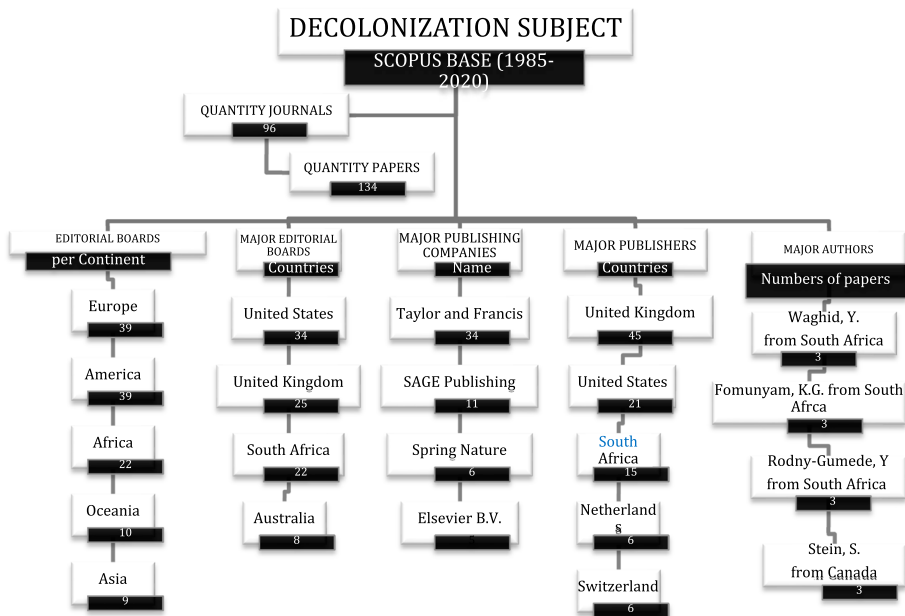 DECOLONIZATION SUBJECT
SCOPUS BASE (1985-
2020)
QUANTITY JOURNALS
96
QUANTITY PAPERS
134
EDITORIAL BOARDS
per Continent
Europe
39
America
39
Africa
22
Oceania
10
Asia
9
MAJOR EDITORIAL
BOARDS
Countries
United States
34
United Kingdom
25
South Africa
22
Australia
8
MAJOR PUBLISHING
COMPANIES
Name
Taylor and Francis
34
SAGE Publishing
11
Spring Nature
6
Elsevier B.V.
MAJOR PUBLISHERS
Countries
United Kingdom
45
United States
21
South
Africa
15
Netherland
s
6
Switzerland
6
MAJOR AUTHORS
Numbers of papers
Waghid, Y.
from South Africa
3
Fomunyam, K.G. from South
Afrca
3
Rodny-Gumede, Y
from South Africa
3
Stein, S.
from Canada
3